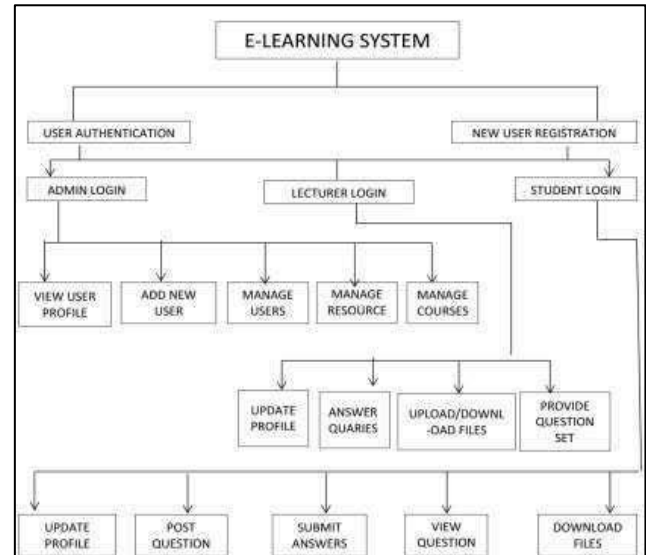 E-LEARNING SYSTEM
USER AUTHENTICATION
NEW USER REGISTRATION
ADMIN LOGIN
LECTURER LOGIN
STUDENT LOGIN
VIEW USER
PROFILE
ADD NEW
USER
MANAGE
USERS
MANAGE
RESOURCE
MANAGE
COURSES
UPDATE
PROFILE
ANSWER
QUARIES
UPLOAD/DOWNL
-OAD FILES
PROVIDE
QUESTION
SET
UPDATE
PROFILE
POST
QUESTION
SUBMIT
ANSWERS
VIEW
QUESTION
DOWNLOAD
FILES